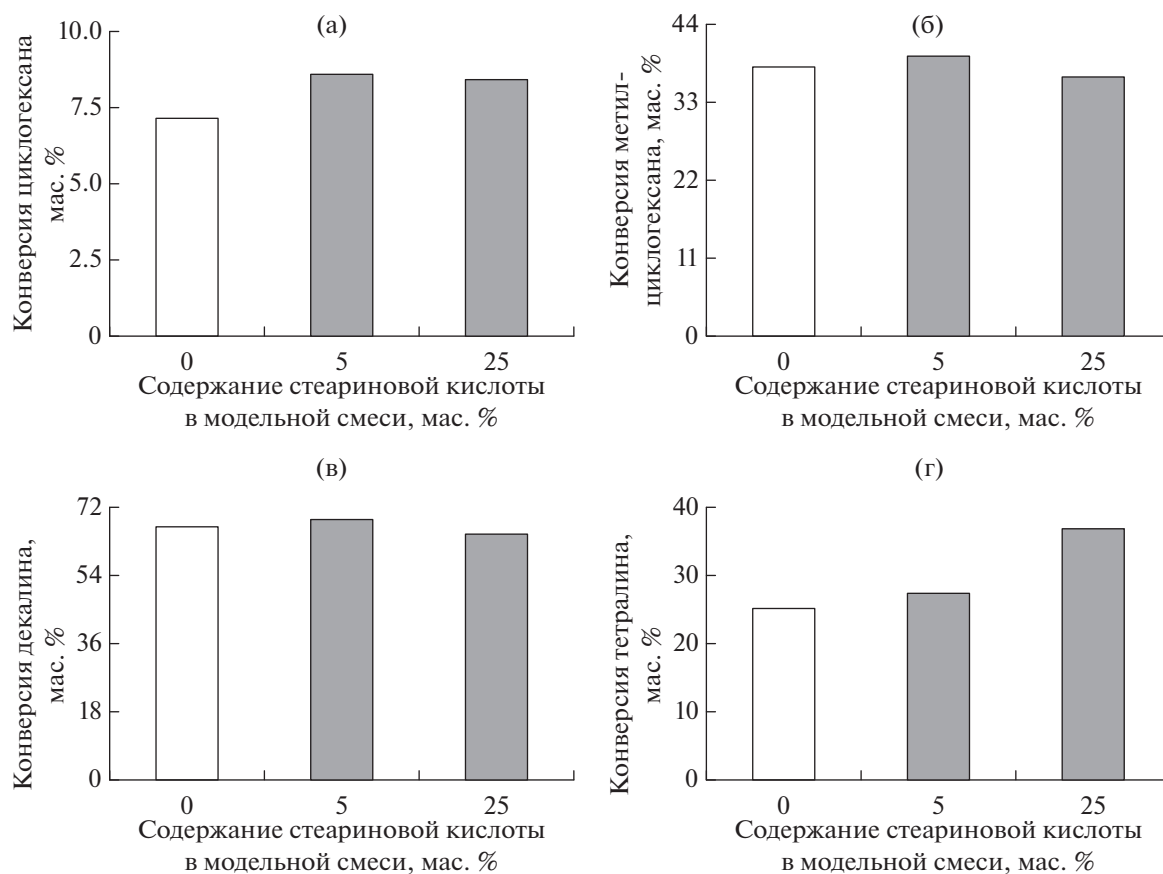 (а)
Конверсия циклогексана
мас. %
10.0
7.5
5.0
2.5
0
0 5 25
Содержание стеариновой кислоты
в модельной смеси, мас. %
(б)
Конверсия метил-
циклогексана, мас. %
44
33
22
11
0
0 5 25
Содержание стеариновой кислоты
в модельной смеси, мас. %
(в)
Конверсия декалина,
мас. %
72
54
36
18
0
0 5 25
Содержание стеариновой кислоты
в модельной смеси, мас. %
(г)
Конверсия тетралина,
мас. %
40
30
20
10
0
0 5 25
Содержание стеариновой кислоты
в модельной смеси, мас. %